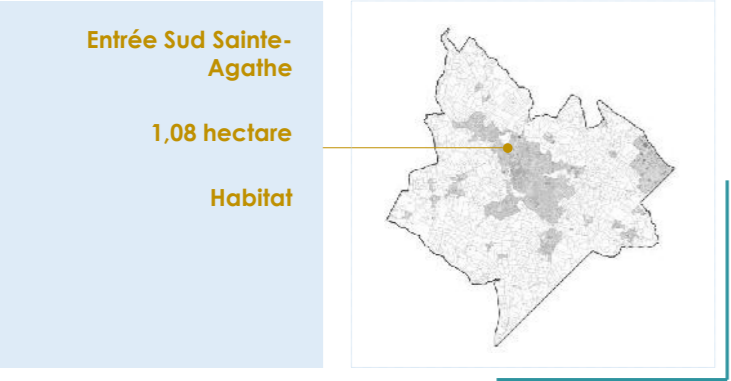 Entrée Sud Sainte-
Agathe
1,08 hectare
Habitat